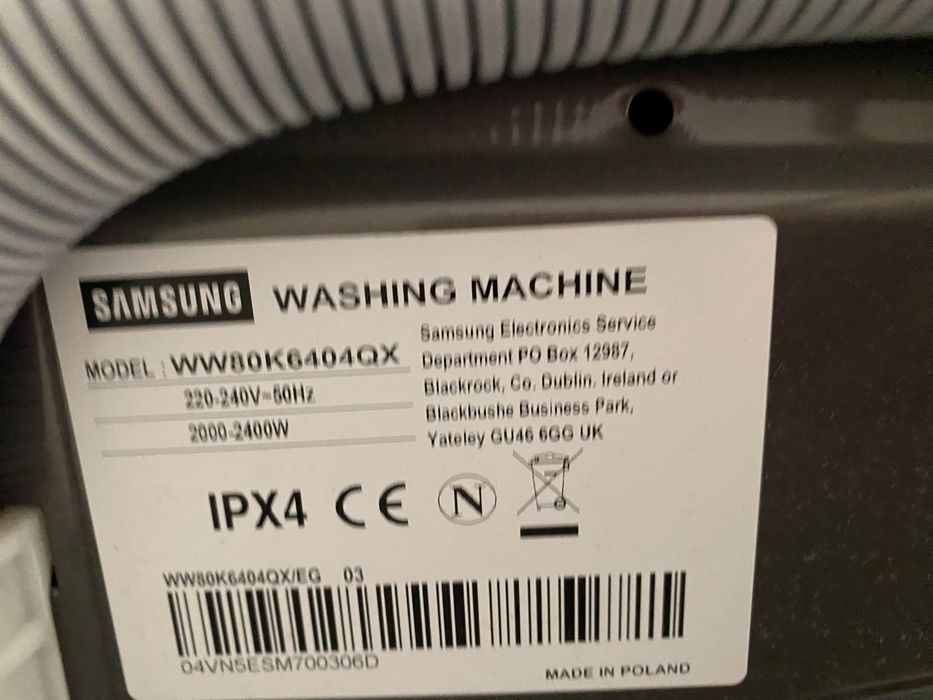 SAMSUNG WASHING MACHINE
MODEL : WW80K6404QX
220-240V~50Hz
2000-2400W
Samsung Electronics Service
Department PO Box 12987,
Blackrock, Co. Dublin, Ireland or
Blackbushe Business Park,
Yateley GU46 6GG UK
IPX4 CE N
WW80K6404QX/EG 03
04VN5ESM700306D
MADE IN POLAND